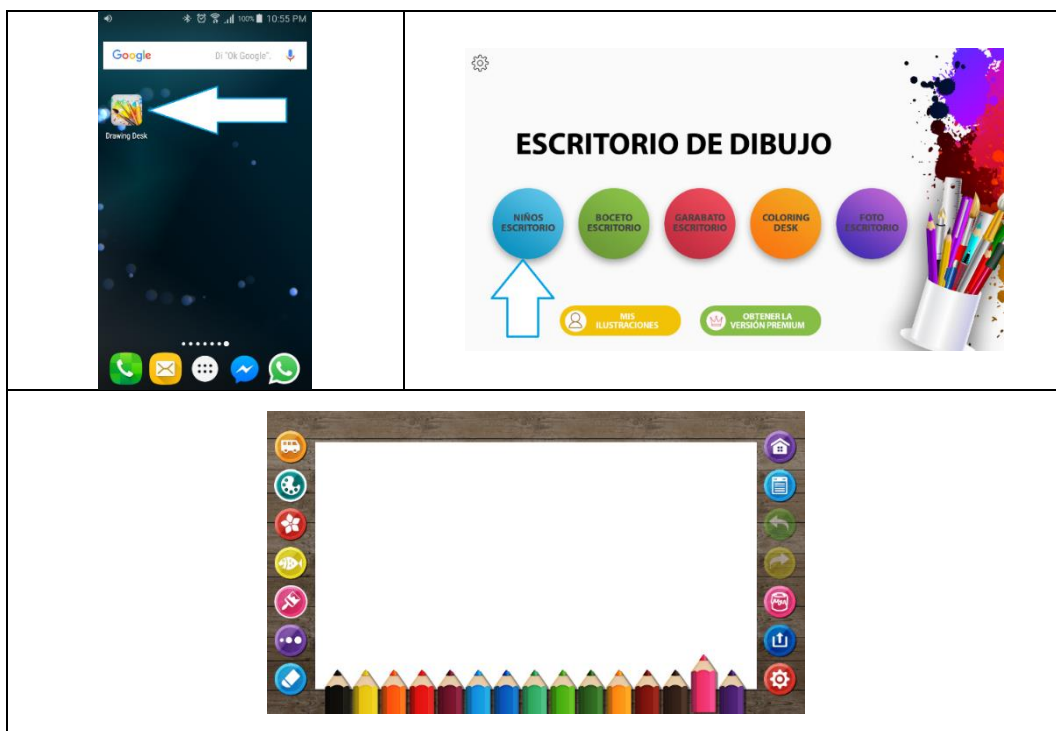 100% 10:55 PM
Google Di "Ok Google".
Drawing Desk
ESCRITORIO DE DIBUJO
NIÑOS
ESCRITORIO
BOCETO
ESCRITORIO
GARABATO
ESCRITORIO
COLORING
DESK
FOTO
ESCRITORIO
MIS
ILUSTRACIONES
OBTENER LA
VERSIÓN PREMIUM